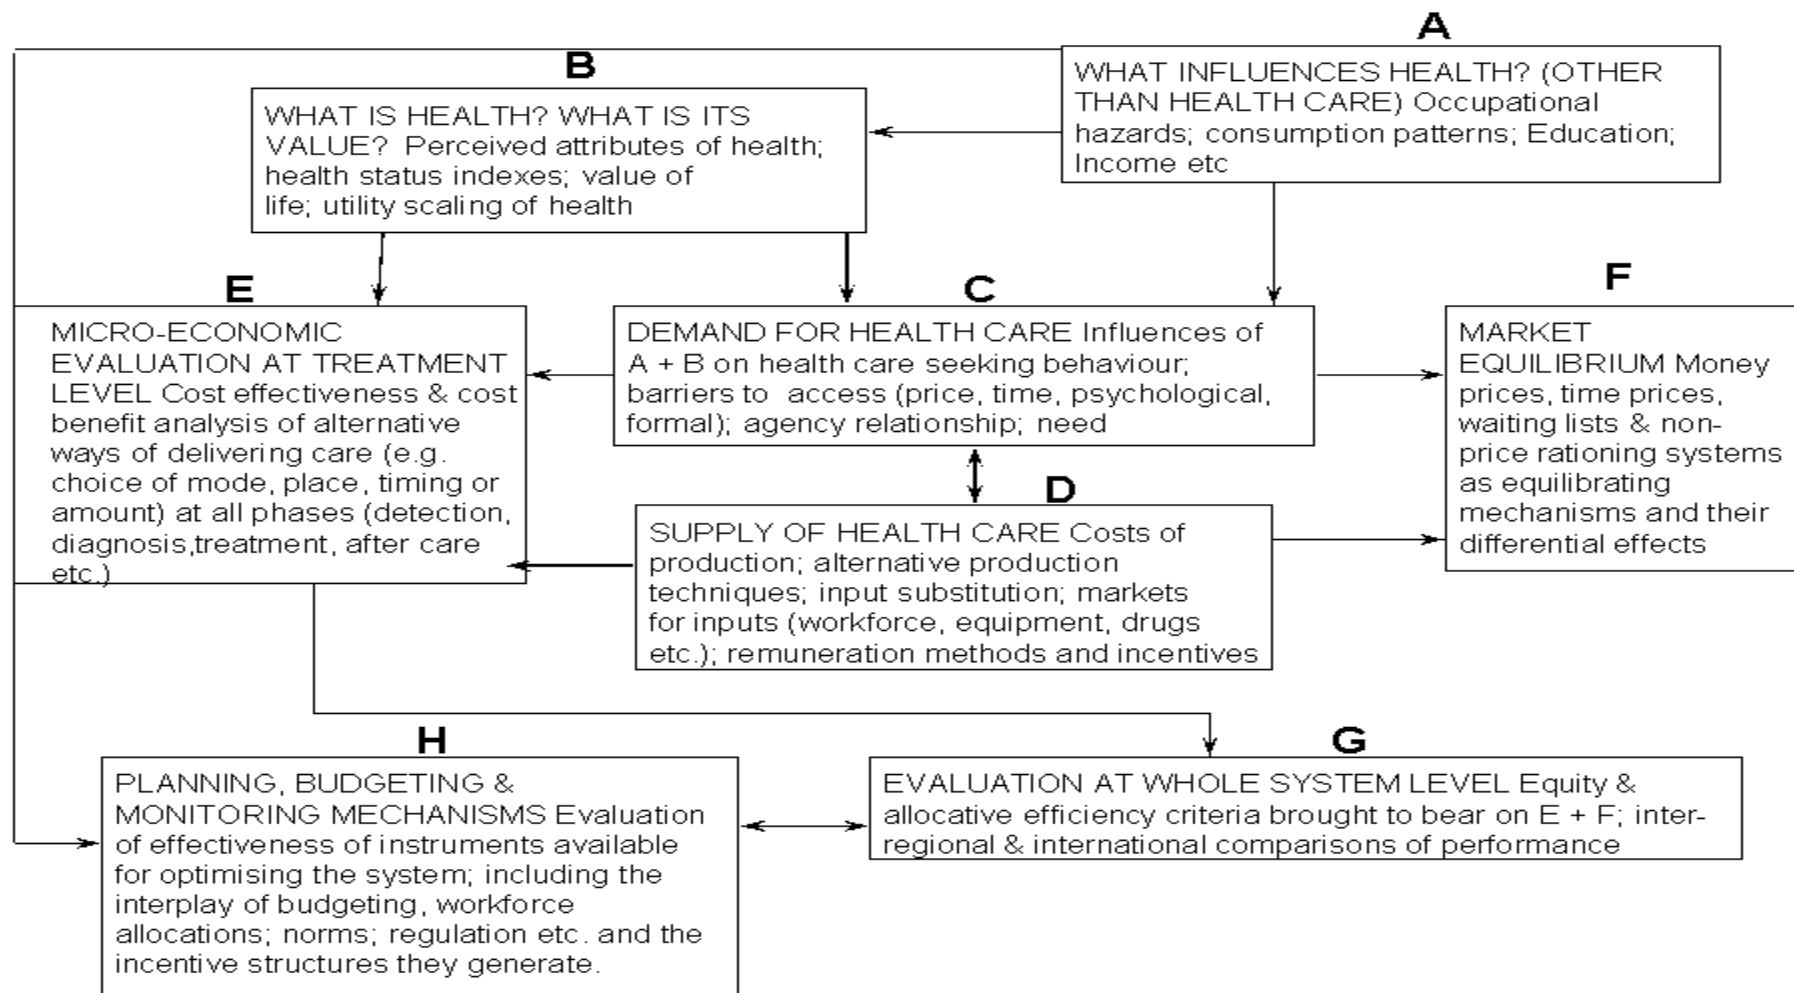 A
WHAT INFLUENCES HEALTH? (OTHER
THAN HEALTH CARE) Occupational
hazards; consumption patterns; Education;
Income etc
B
WHAT IS HEALTH? WHAT IS ITS
VALUE? Perceived attributes of health;
health status indexes; value of
life; utility scaling of health
E
MICRO-ECONOMIC
EVALUATION AT TREATMENT
LEVEL Cost effectiveness & cost
benefit analysis of alternative
ways of delivering care (e.g.
choice of mode, place, timing or
amount) at all phases (detection,
diagnosis,treatment, after care
etc.)
C
DEMAND FOR HEALTH CARE Influences of
A + B on health care seeking behaviour;
barriers to access (price, time, psychological,
formal); agency relationship; need
F
MARKET
EQUILIBRIUM Money
prices, time prices,
waiting lists & non-
price rationing systems
as equilibrating
mechanisms and their
differential effects
D
SUPPLY OF HEALTH CARE Costs of
production; alternative production
techniques; input substitution; markets
for inputs (workforce, equipment, drugs
etc.); remuneration methods and incentives
H
PLANNING, BUDGETING &
MONITORING MECHANISMS Evaluation
of effectiveness of instruments available
for optimising the system; including the
interplay of budgeting, workforce
allocations; norms; regulation etc. and the
incentive structures they generate.
G
EVALUATION AT WHOLE SYSTEM LEVEL Equity &
allocative efficiency criteria brought to bear on E + F; inter-
regional & international comparisons of performance